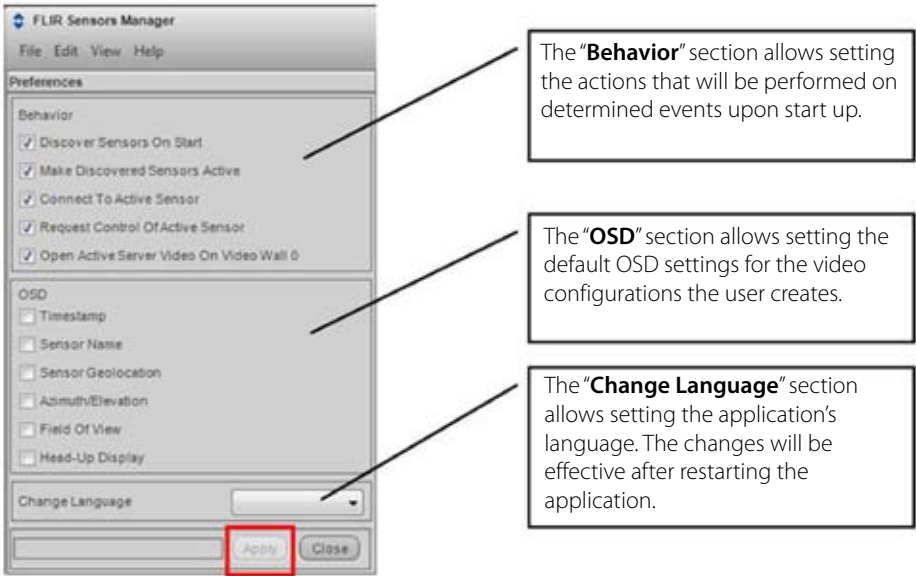 FLIR Sensors Manager
File Edit View Help
Preferences
Behavior
Discover Sensors On Start
Make Discovered Sensors Active
Connect To Active Sensor
Request Control Of Active Sensor
Open Active Server Video On Video Wall 0
OSD
Timestamp
Sensor Name
Sensor Geolocation
Azimuth/Elevation
Field Of View
Head-Up Display
Change Language
Apply Close
The “Behavior” section allows setting
the actions that will be performed on
determined events upon start up.
The “OSD” section allows setting the
default OSD settings for the video
configurations the user creates.
The “Change Language” section
allows setting the application’s
language. The changes will be
effective after restarting the
application.